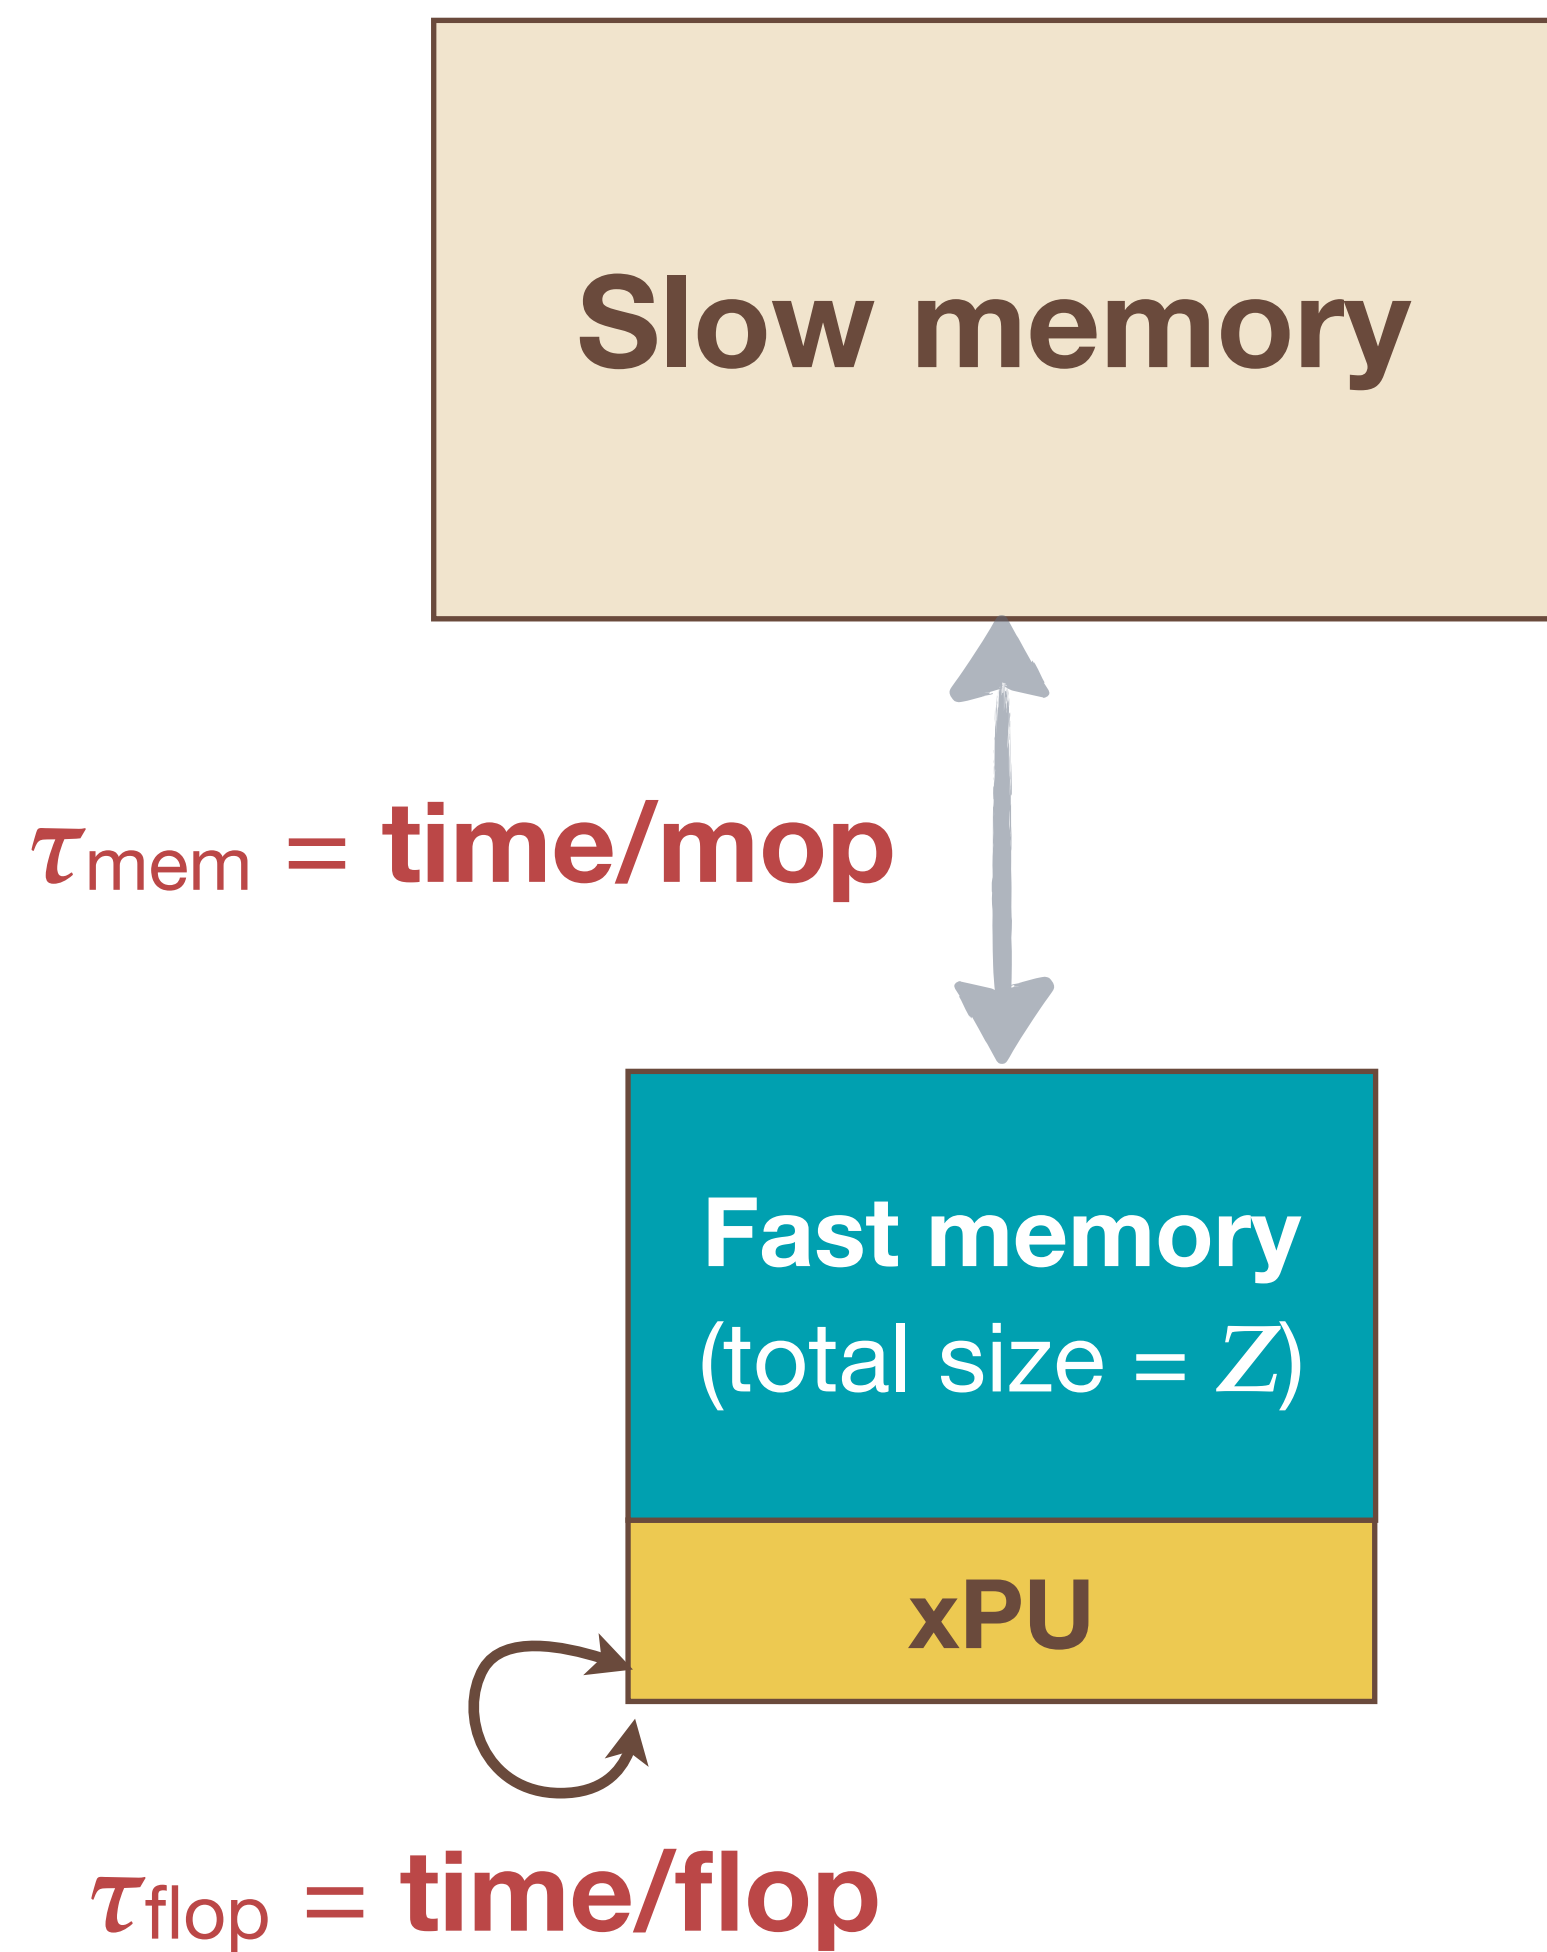 Slow memory
τmem = time/mop
Fast memory
(total size = Z)
xPU
τflop = time/flop